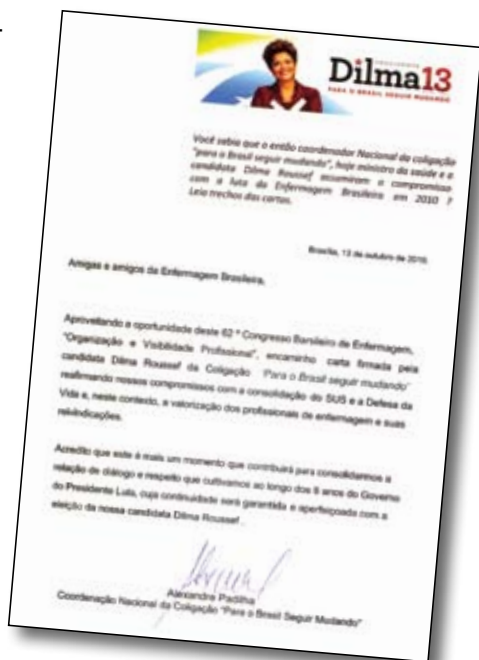 PRESIDENTE
Dilma13
PARA O BRASIL SEGUIR MUDANDO
Você sabia que o então coordenador Nacional da coligação
"para o Brasil seguir mudando", hoje ministro da saúde e a
candidata Dilma Roussef assumiram o compromisso
com a luta da Enfermagem Brasileira em 2010 ?
Leia trechos das cartas.
Brasília, 13 de outubro de 2010.
Amigas e amigos da Enfermagem Brasileira,
Aproveitando a oportunidade deste 62 º Congresso Barsileiro de Enfermagem,
"Organização e Visibilidade Profissional", encaminho carta firmada pela
candidata Dilma Roussef da Coligação "Para o Brasil seguir mudando"
reafirmando nossos compromissos com a consolidação do SUS e a Defesa da
Vida e, neste contexto, a valorização dos profissionais de enfermagem e suas
reivindicações.
Acredito que este é mais um momento que contribuirá para consolidarmos a
relação de diálogo e respeito que cultivamos ao longo dos 8 anos do Governo
do Presidente Lula, cuja continuidade será garantida e aperfeiçoada com a
eleição da nossa candidata Dilma Roussef .
Alexandre Padilha
Coordenação Nacional da Coligação "Para o Brasil Seguir Mudando"